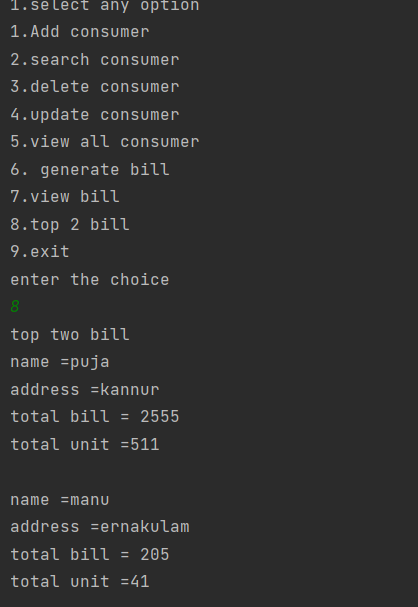 1.select any option
1.Add consumer
2.search consumer
3.delete consumer
4.update consumer
5.view all consumer
6. generate bill
7.view bill
8.top 2 bill
9.exit
enter the choice
8
top two bill
name =puja
address =kannur
total bill = 2555
total unit =511
name =manu
address =ernakulam
total bill = 205
total unit =41